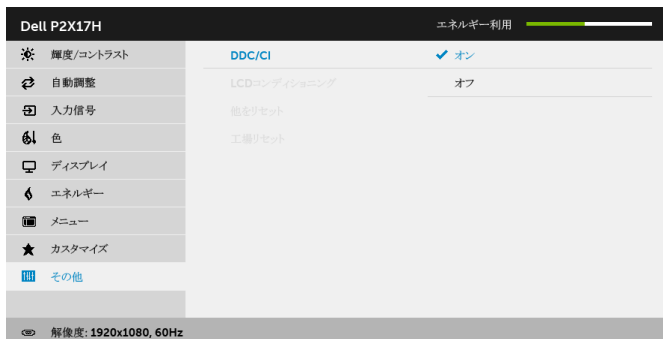 Dell P2X17H エネルギー利用
輝度/コントラスト DDC/CI ✔ オン
自動調整 LCDコンディショニング オフ
入力信号 他をリセット
色 工場リセット
ディスプレイ
エネルギー
メニュー
カスタマイズ
その他
解像度: 1920x1080, 60Hz